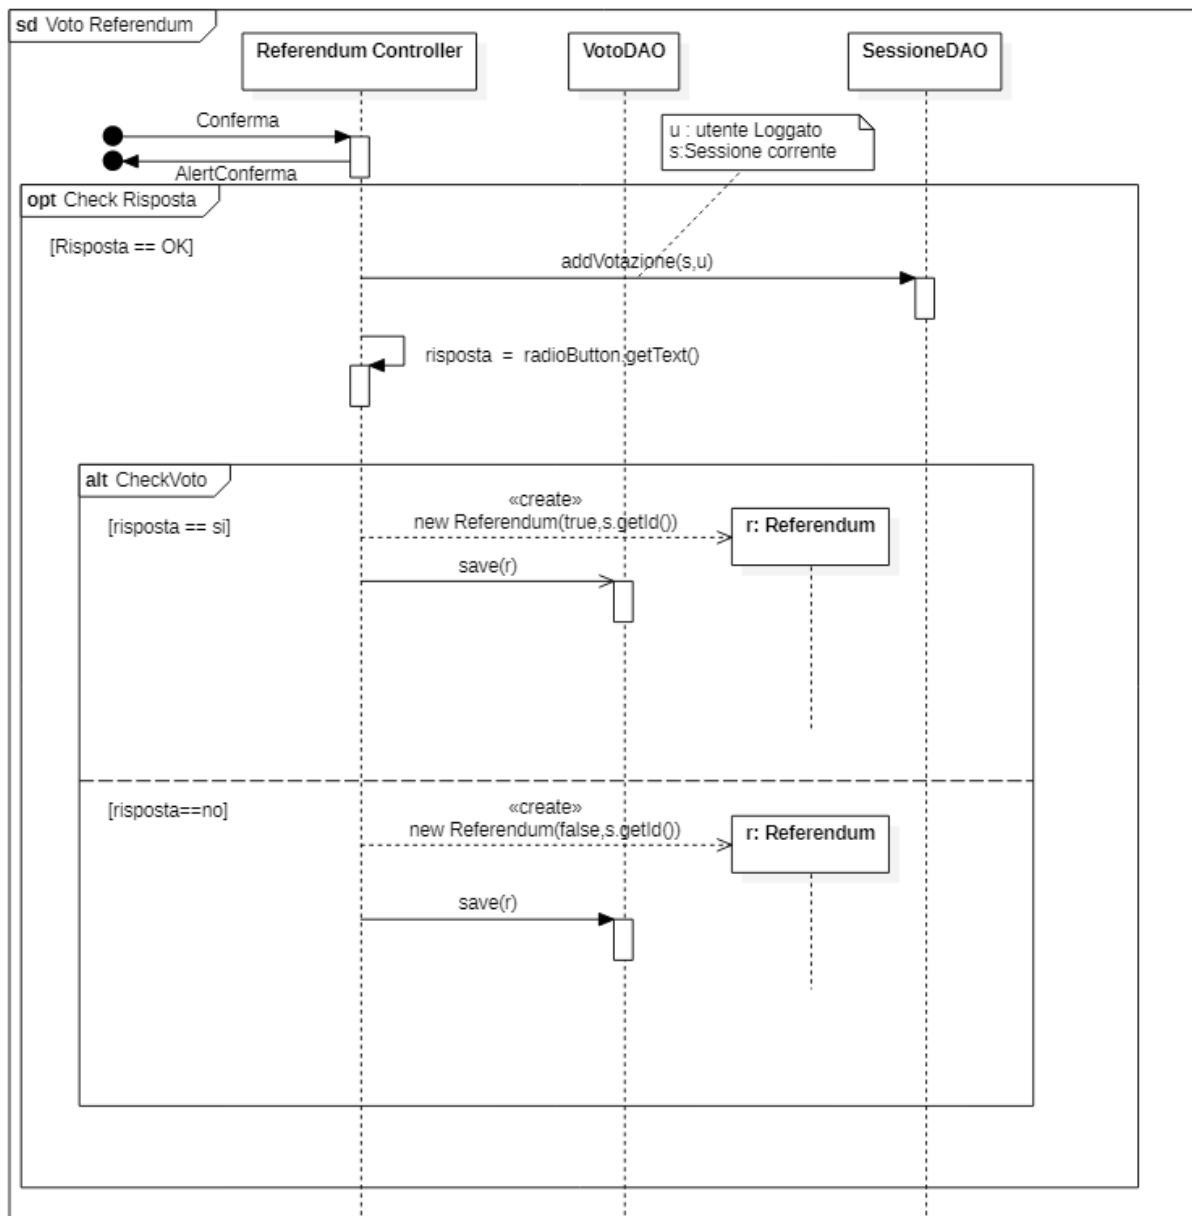 sd Voto Referendum
Referendum Controller
VotoDAO
SessioneDAO
Conferma
u : utente Loggato
s:Sessione corrente
AlertConferma
opt Check Risposta
[Risposta == OK]
addVotazione(s,u)
risposta = radioButton.getText()
alt CheckVoto
[risposta == si]
«create»
new Referendum(true,s.getId())
r: Referendum
save(r)
[risposta==no]
«create»
new Referendum(false,s.getId())
r: Referendum
save(r)